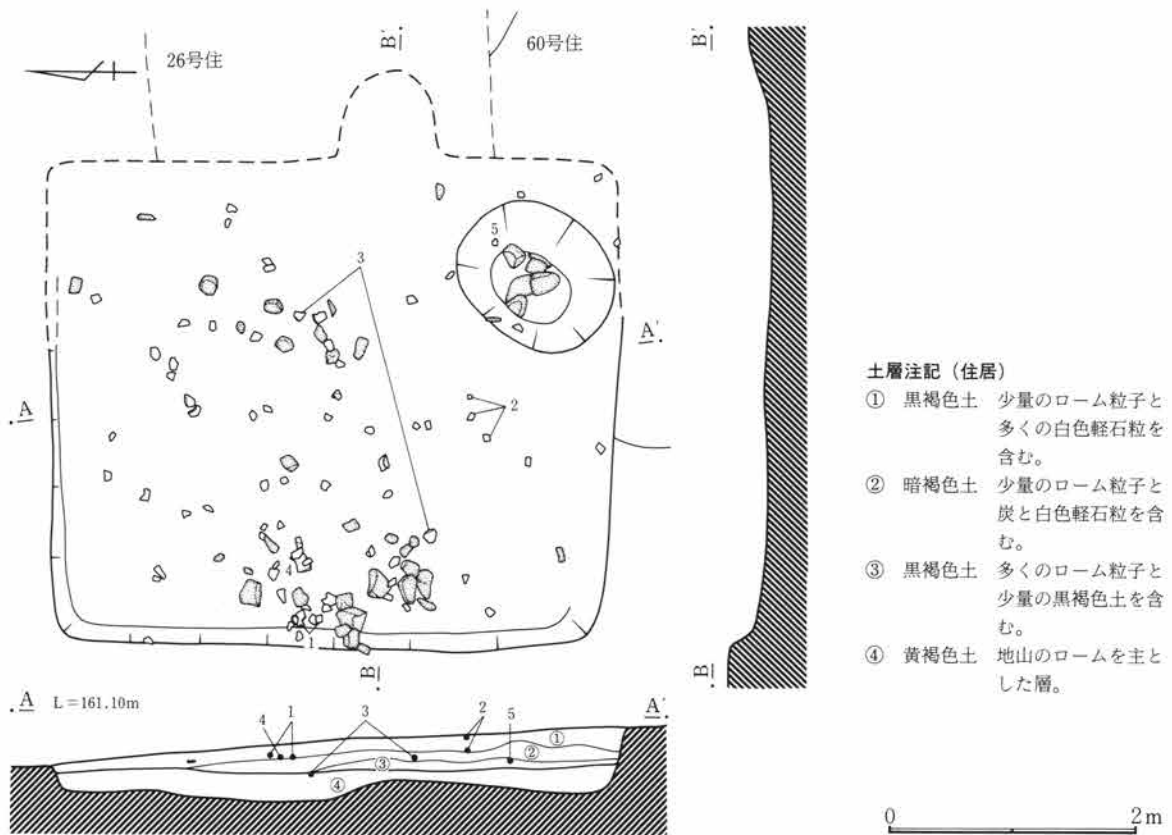 26号住
B′
60号住
B′
5
3
A′
A
2
4
1
B
B
A L＝161.10m
A′
4 1 3 2 5
①
②
③
④
土層注記（住居）
① 黒褐色土 少量のローム粒子と
多くの白色軽石粒を
含む。
② 暗褐色土 少量のローム粒子と
炭と白色軽石粒を含
む。
③ 黒褐色土 多くのローム粒子と
少量の黒褐色土を含
む。
④ 黄褐色土 地山のロームを主と
した層。
0 2m